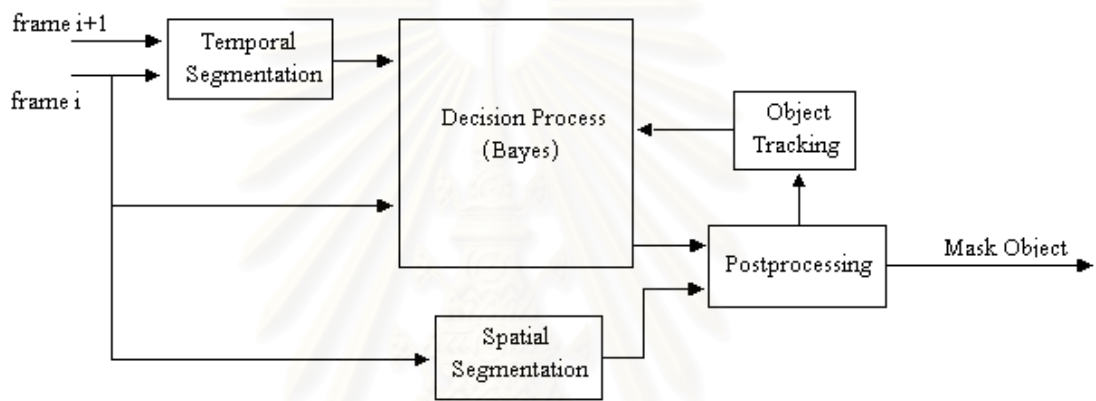 frame i+1
frame i
Temporal
Segmentation
Decision Process
(Bayes)
Object
Tracking
Postprocessing
Mask Object
Spatial
Segmentation